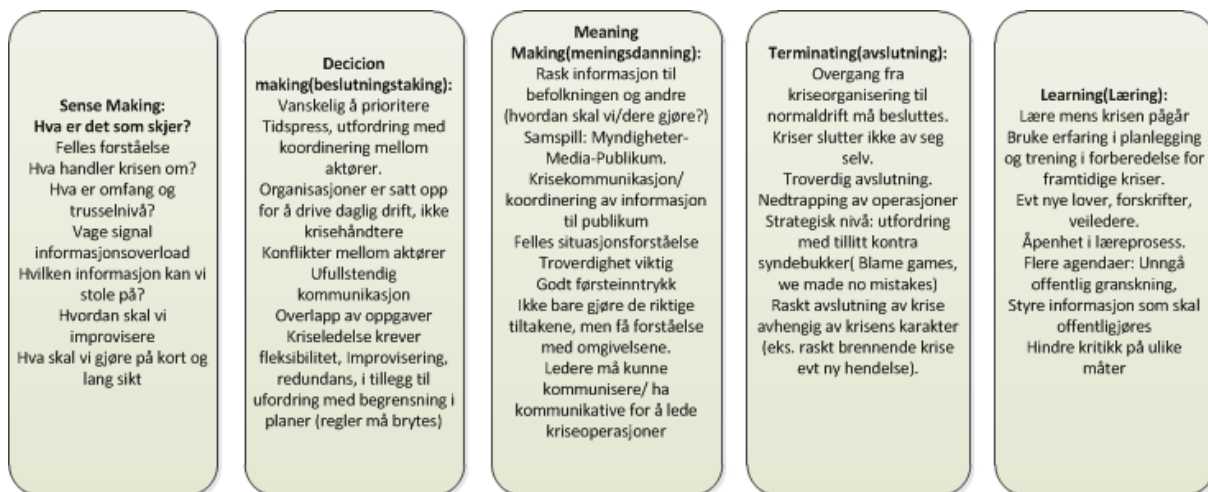 Sense Making:
Hva er det som skjer?
Felles forståelse
Hva handler krisen om?
Hva er omfang og
trusselnivå?
Vage signal
informasjonsoverload
Hvilken informasjon kan vi
stole på?
Hvordan skal vi
improvisere
Hva skal vi gjøre på kort og
lang sikt
Decicion
making(beslutningstaking):
Vanskelig å prioritere
Tidspress, utfordring med
koordinering mellom
aktører.
Organisasjoner er satt opp
for å drive daglig drift, ikke
krisehåndtere
Konflikter mellom aktører
Ufullstendig
kommunikasjon
Overlapp av oppgaver
Kriseledelse krever
fleksibilitet, Improvisering,
redundans, i tillegg til
ufordring med begrensning i
planer (regler må brytes)
Meaning
Making(meningsdanning):
Rask informasjon til
befolkningen og andre
(hvordan skal vi/dere gjøre?)
Samspill: Myndigheter-
Media-Publikum.
Krisekommunikasjon/
koordinering av informasjon
til publikum
Felles situasjonsforståelse
Troverdighet viktig
Godt førsteinntrykk
Ikke bare gjøre de riktige
tiltakene, men få forståelse
med omgivelsene.
Ledere må kunne
kommunisere/ ha
kommunikative for å lede
kriseoperasjoner
Terminating(avslutning):
Overgang fra
kriseorganisering til
normaldrift må besluttes.
Kriser slutter ikke av seg
selv.
Troverdig avslutning.
Nedtrapping av operasjoner
Strategisk nivå: utfordring
med tillitt kontra
syndebukker( Blame games,
we made no mistakes)
Raskt avslutning av krise
avhengig av krisens karakter
(eks. raskt brennende krise
evt ny hendelse).
Learning(Læring):
Lære mens krisen pågår
Bruke erfaring i planlegging
og trening i forberedelse for
framtidige kriser.
Evt nye lover, forskrifter,
veiledere.
Åpenhet i læreprosess.
Flere agendaer: Unngå
offentlig granskning,
Styre informasjon som skal
offentligjøres
Hindre kritikk på ulike
måter